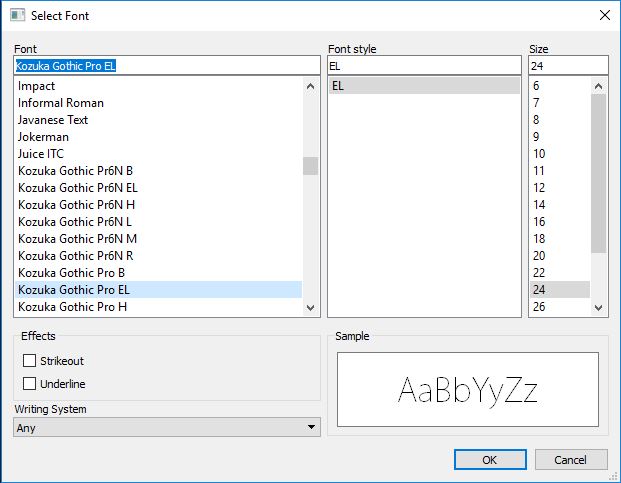 Select Font
Font
Kozuka Gothic Pro EL
Impact
Informal Roman
Javanese Text
Jokerman
Juice ITC
Kozuka Gothic Pr6N B
Kozuka Gothic Pr6N EL
Kozuka Gothic Pr6N H
Kozuka Gothic Pr6N L
Kozuka Gothic Pr6N M
Kozuka Gothic Pr6N R
Kozuka Gothic Pro B
Kozuka Gothic Pro EL
Kozuka Gothic Pro H
Font style
EL
EL
Size
24
6
7
8
9
10
11
12
14
16
18
20
22
24
26
Effects
Strikeout
Underline
Writing System
Any
Sample
AaBbYyZz
OK
Cancel